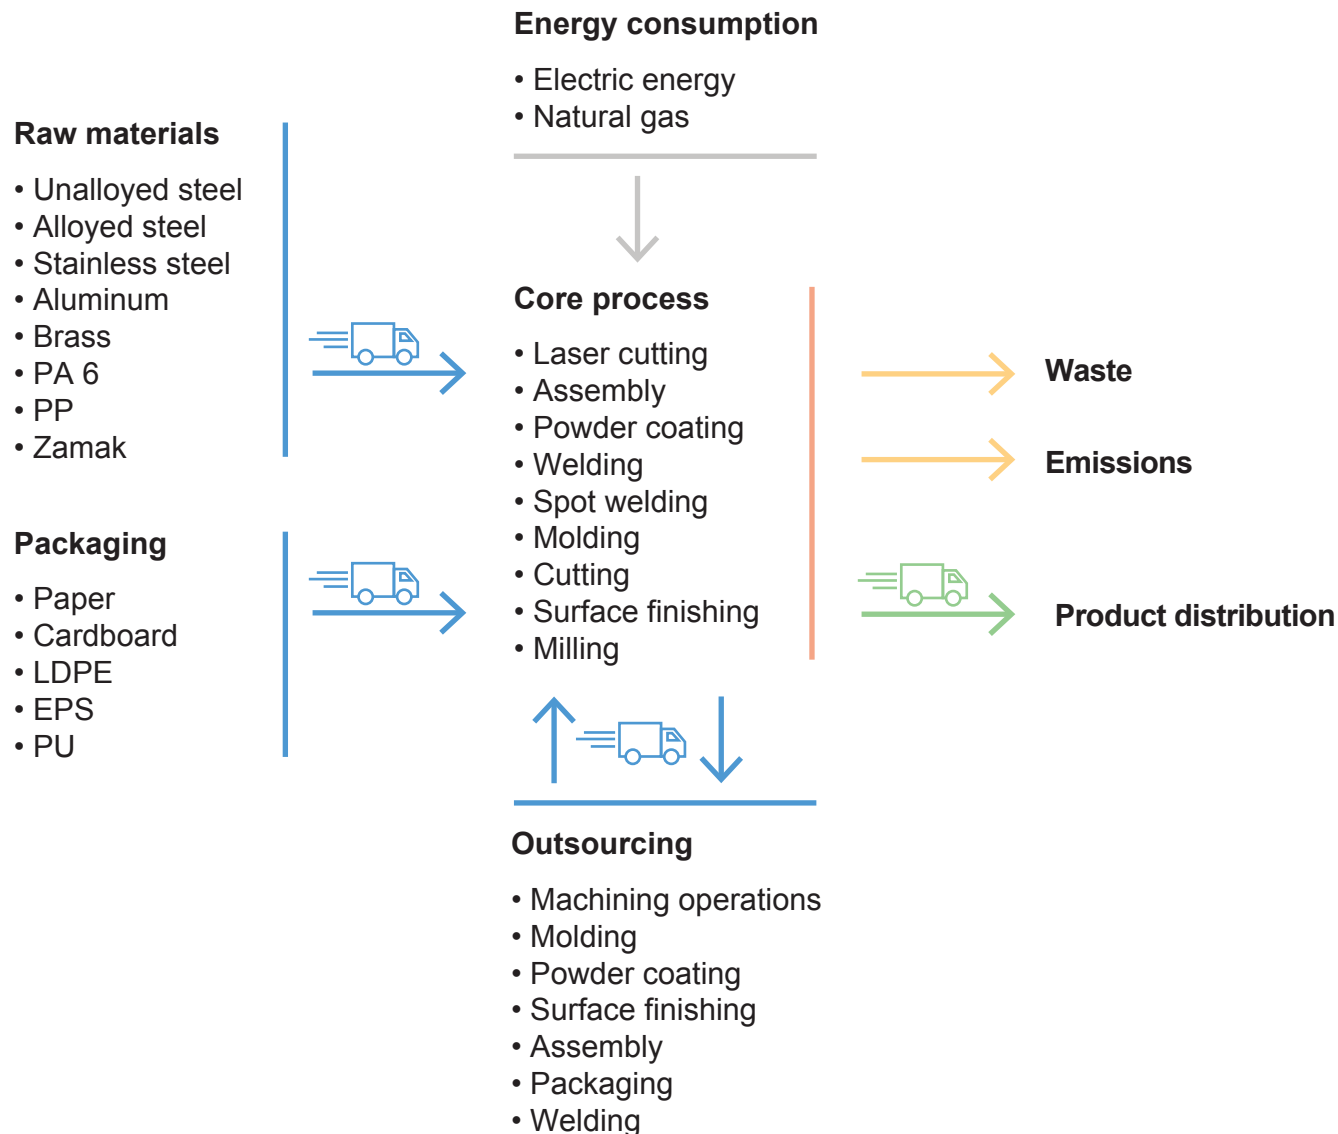 Energy consumption
• Electric energy
• Natural gas
Raw materials
• Unalloyed steel
• Alloyed steel
• Stainless steel
• Aluminum
• Brass
• PA 6
• PP
• Zamak
Packaging
• Paper
• Cardboard
• LDPE
• EPS
• PU
Core process
• Laser cutting
• Assembly
• Powder coating
• Welding
• Spot welding
• Molding
• Cutting
• Surface finishing
• Milling
Waste
Emissions
Product distribution
Outsourcing
• Machining operations
• Molding
• Powder coating
• Surface finishing
• Assembly
• Packaging
• Welding